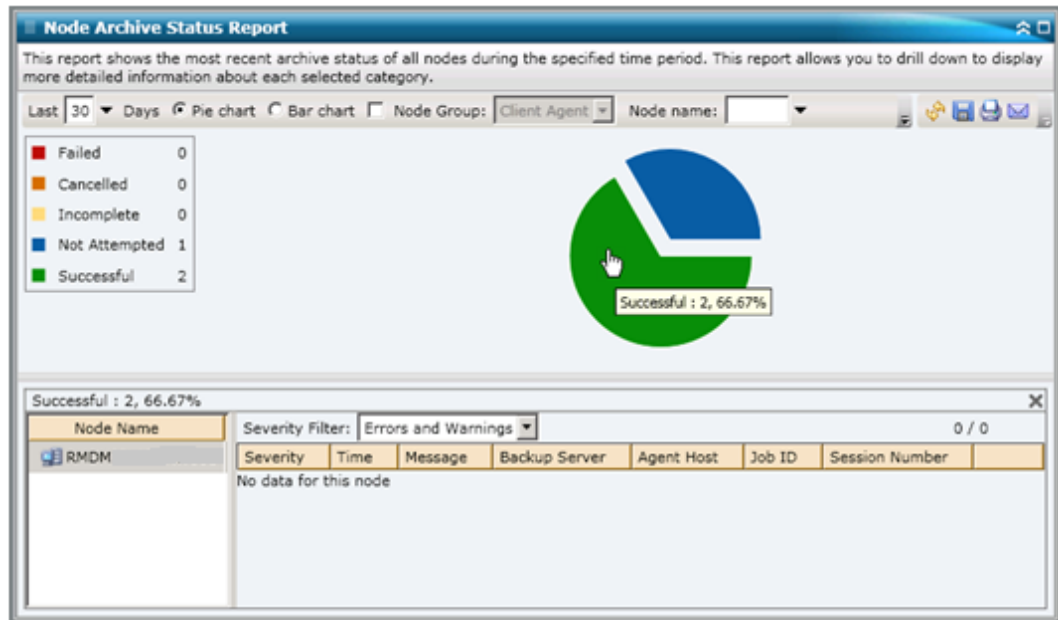 Node Archive Status Report
This report shows the most recent archive status of all nodes during the specified time period. This report allows you to drill down to display
more detailed information about each selected category.
Last 30 Days Pie chart Bar chart Node Group: Client Agent Node name:
Failed 0
Cancelled 0
Incomplete 0
Not Attempted 1
Successful 2
Successful : 2, 66.67%
Successful : 2, 66.67%
Node Name Severity Filter: Errors and Warnings 0 / 0
RMDM Severity Time Message Backup Server Agent Host Job ID Session Number
No data for this node